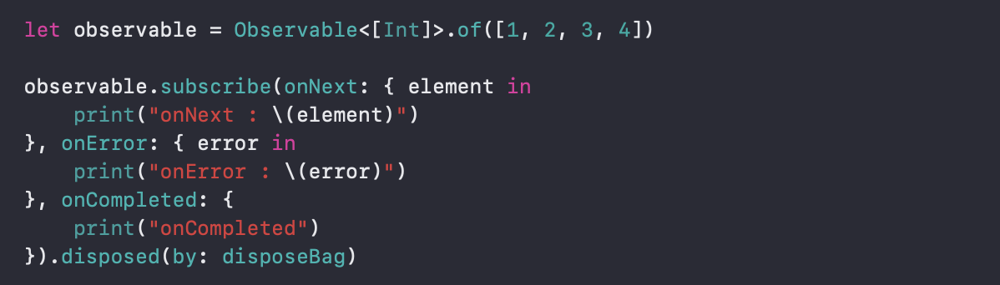 let observable = Observable<[Int]>.of([1, 2, 3, 4])

observable.subscribe(onNext: { element in
    print("onNext : \(element)")
}, onError: { error in
    print("onError : \(error)")
}, onCompleted: {
    print("onCompleted")
}).disposed(by: disposeBag)